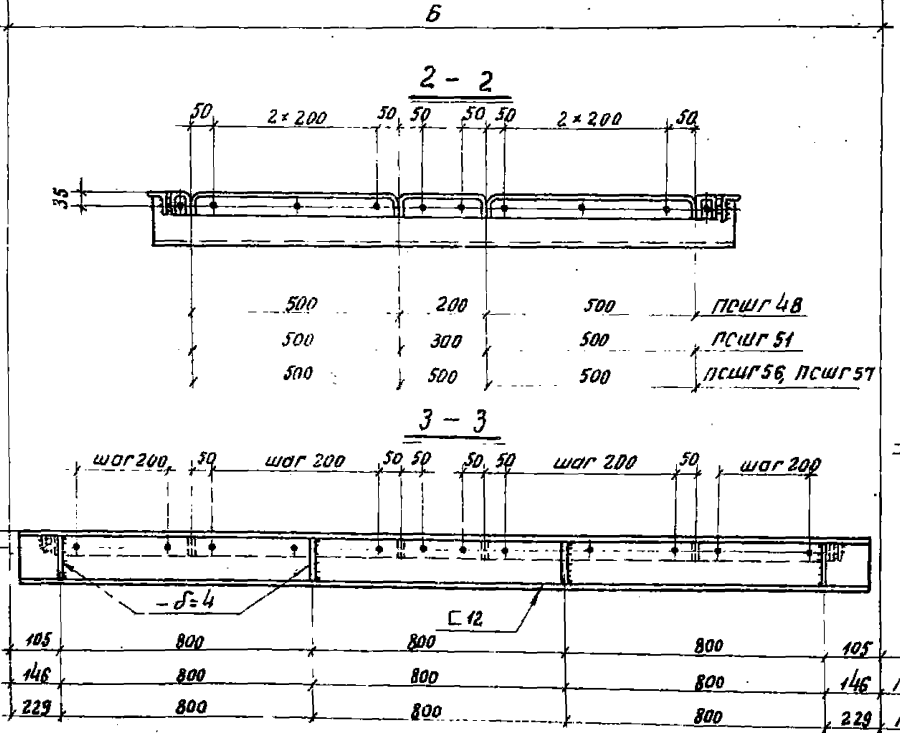 Б
2 - 2
50 2×200 50 50 50 50 2×200 50
35
500 200 500 ПСШГ 48
500 300 500 ПСШГ 51
500 500 500 ПСШГ 56, ПСШГ 57
3 - 3
шаг 200 50 шаг 200 50 50 50 50 шаг 200 50 шаг 200
-δ=4
⊏12
105 800 800 800 105
146 800 800 800 146
229 800 800 800 229